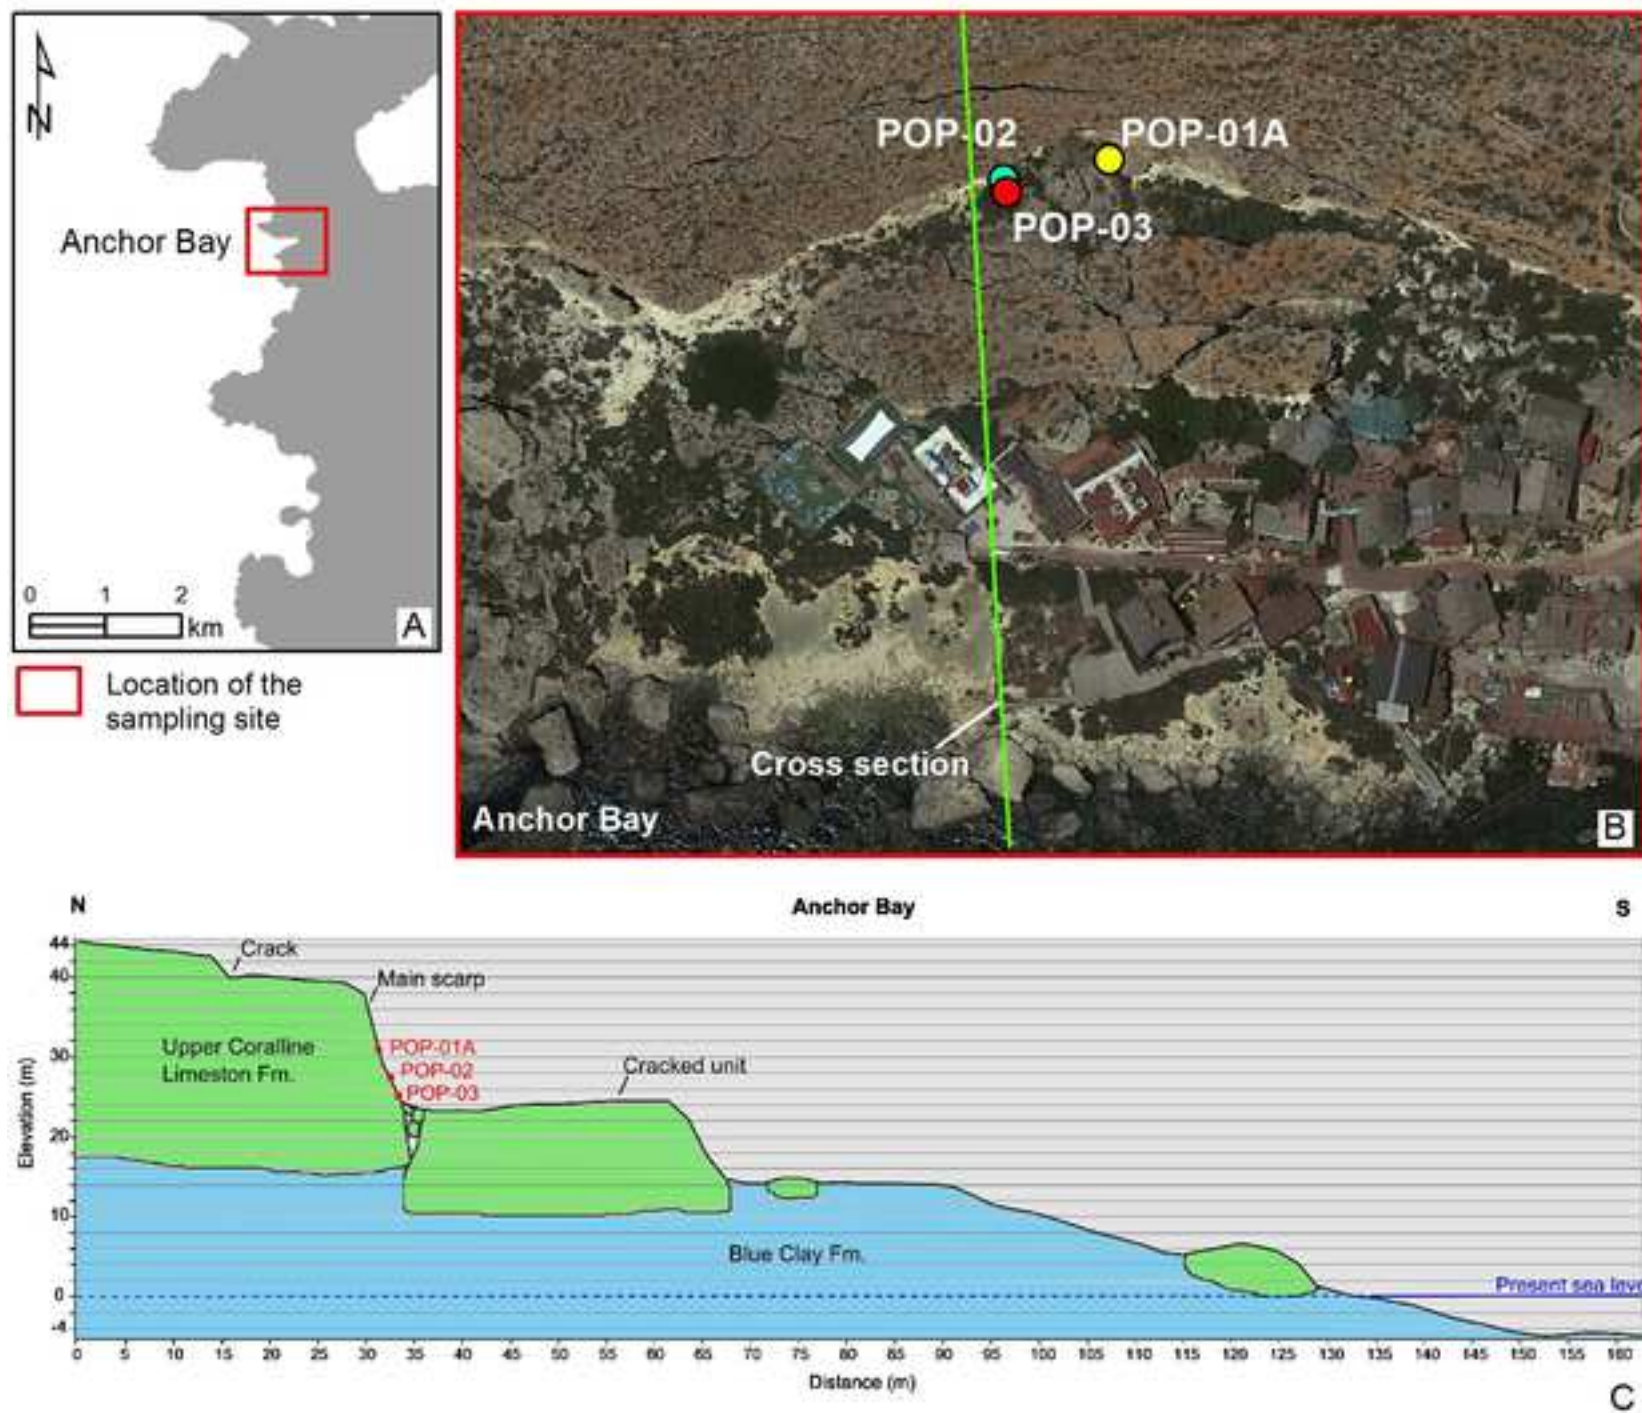 N
Anchor Bay
0 1 2
km
A
Location of the
sampling site
POP-02
POP-01A
POP-03
Cross section
Anchor Bay
B
N
Anchor Bay
S
44
Crack
40
Main scarp
Upper Coralline
Limeston Fm.
POP-01A
30
POP-02
Cracked unit
POP-03
Elevation (m)
20
10
Blue Clay Fm.
Present sea leve
0
-4
0 5 10 15 20 25 30 35 40 45 50 55 60 65 70 75 80 85 90 95 100 105 110 115 120 125 130 135 140 145 150 155 160
Distance (m)
C